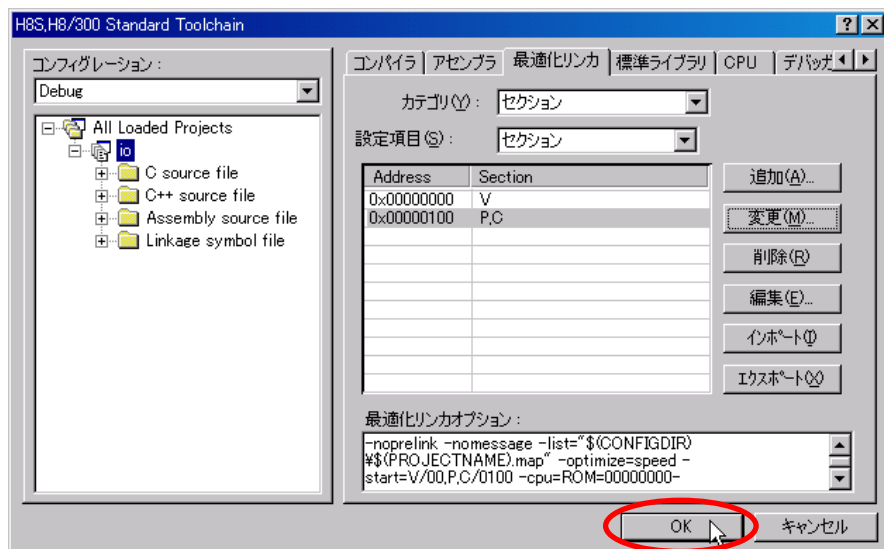 H8S,H8/300 Standard Toolchain
コンフィグレーション :
Debug
All Loaded Projects
io
C source file
C++ source file
Assembly source file
Linkage symbol file
コンパイラ アセンブラ 最適化リンカ 標準ライブラリ CPU デバッガ
カテゴリ(Y) : セクション
設定項目(S) : セクション
Address Section
0x00000000 V
0x00000100 P,C
追加(A)...
変更(M)...
削除(R)
編集(E)...
インポート(I)
エクスポート(X)
最適化リンカオプション :
-noprelink -nomessage -list="$(CONFIGDIR)
¥$(PROJECTNAME).map" -optimize=speed -
start=V/00,P,C/0100 -cpu=ROM=00000000-
OK
キャンセル